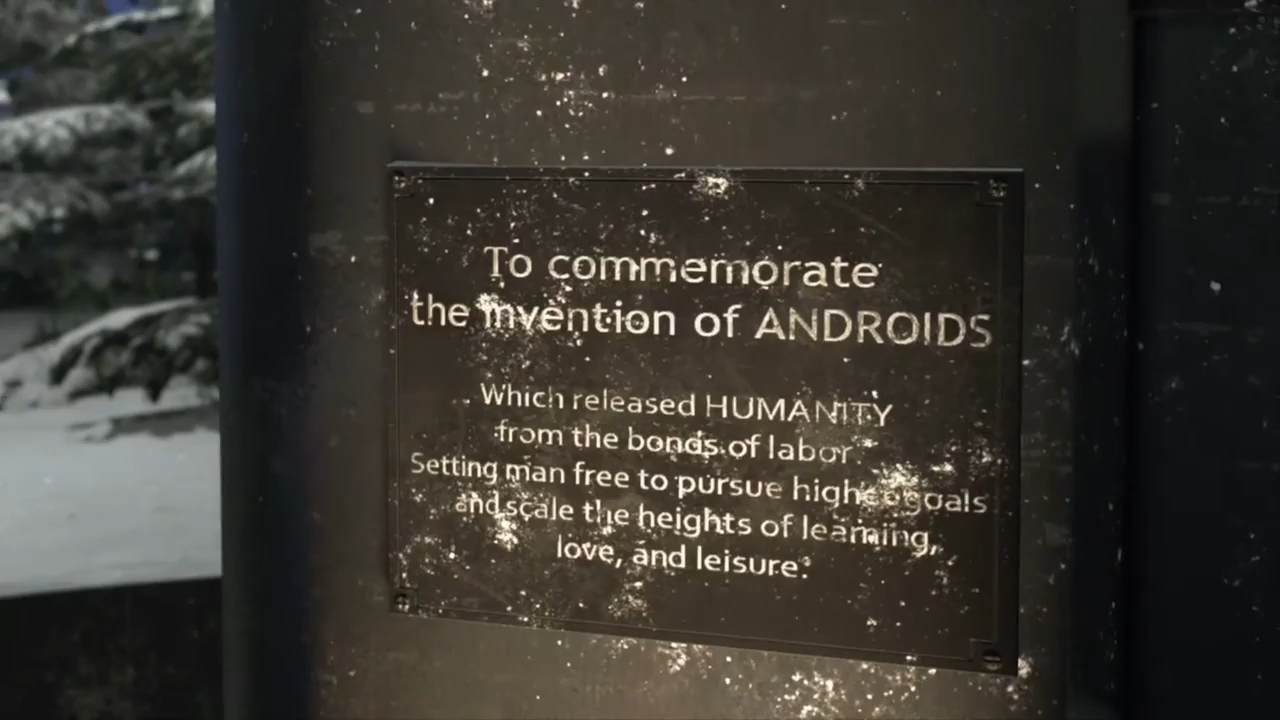 To commemorate
the invention of ANDROIDS
Which released HUMANITY
from the bonds of labor.
Setting man free to pursue higher goals
and scale the heights of learning,
love, and leisure.